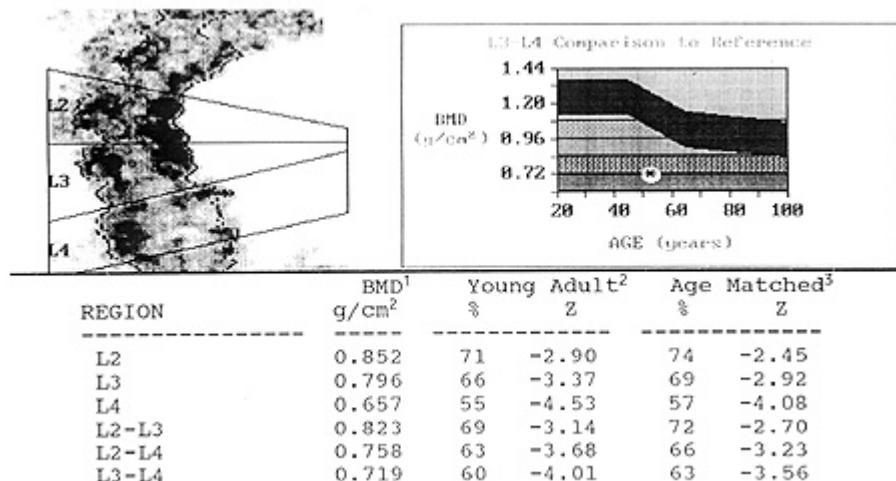 L2
L3
L4
L3-L4 Comparison to Reference
BMD
(g/cm²)
1.44
1.20
0.96
0.72
20 40 60 80 100
AGE (years)
BMD¹ Young Adult² Age Matched³
REGION g/cm² % Z % Z
L2 0.852 71 -2.90 74 -2.45
L3 0.796 66 -3.37 69 -2.92
L4 0.657 55 -4.53 57 -4.08
L2-L3 0.823 69 -3.14 72 -2.70
L2-L4 0.758 63 -3.68 66 -3.23
L3-L4 0.719 60 -4.01 63 -3.56